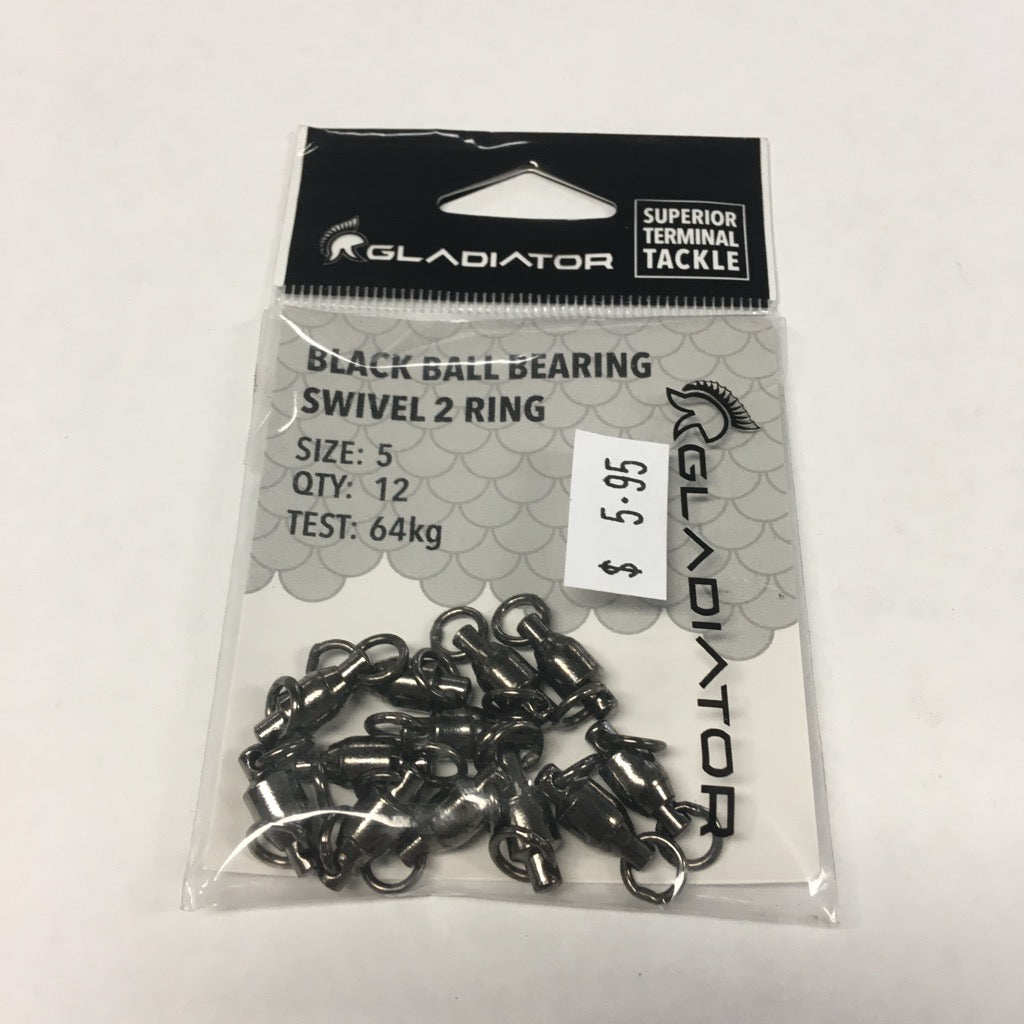 GLADIATOR
SUPERIOR
TERMINAL
TACKLE
BLACK BALL BEARING
SWIVEL 2 RING
SIZE: 5
QTY: 12
TEST: 64kg
$ 5.95
GLADIATOR